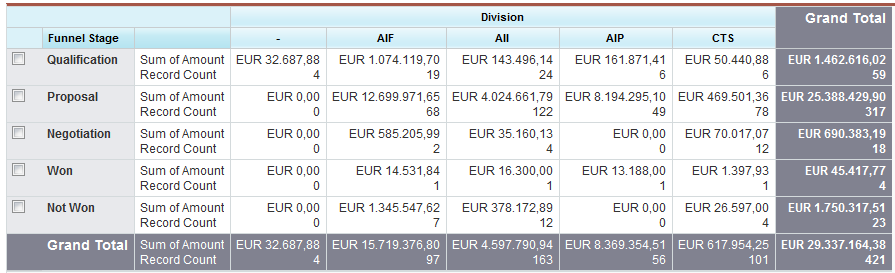 Division Grand Total
Funnel Stage - AIF AII AIP CTS
Qualification Sum of Amount EUR 32.687,88 EUR 1.074.119,70 EUR 143.496,14 EUR 161.871,41 EUR 50.440,88 EUR 1.462.616,02
Record Count 4 19 24 6 6 59
Proposal Sum of Amount EUR 0,00 EUR 12.699.971,65 EUR 4.024.661,79 EUR 8.194.295,10 EUR 469.501,36 EUR 25.388.429,90
Record Count 0 68 122 49 78 317
Negotiation Sum of Amount EUR 0,00 EUR 585.205,99 EUR 35.160,13 EUR 0,00 EUR 70.017,07 EUR 690.383,19
Record Count 0 2 4 0 12 18
Won Sum of Amount EUR 0,00 EUR 14.531,84 EUR 16.300,00 EUR 13.188,00 EUR 1.397,93 EUR 45.417,77
Record Count 0 1 1 1 1 4
Not Won Sum of Amount EUR 0,00 EUR 1.345.547,62 EUR 378.172,89 EUR 0,00 EUR 26.597,00 EUR 1.750.317,51
Record Count 0 7 12 0 4 23
Grand Total Sum of Amount EUR 32.687,88 EUR 15.719.376,80 EUR 4.597.790,94 EUR 8.369.354,51 EUR 617.954,25 EUR 29.337.164,38
Record Count 4 97 163 56 101 421